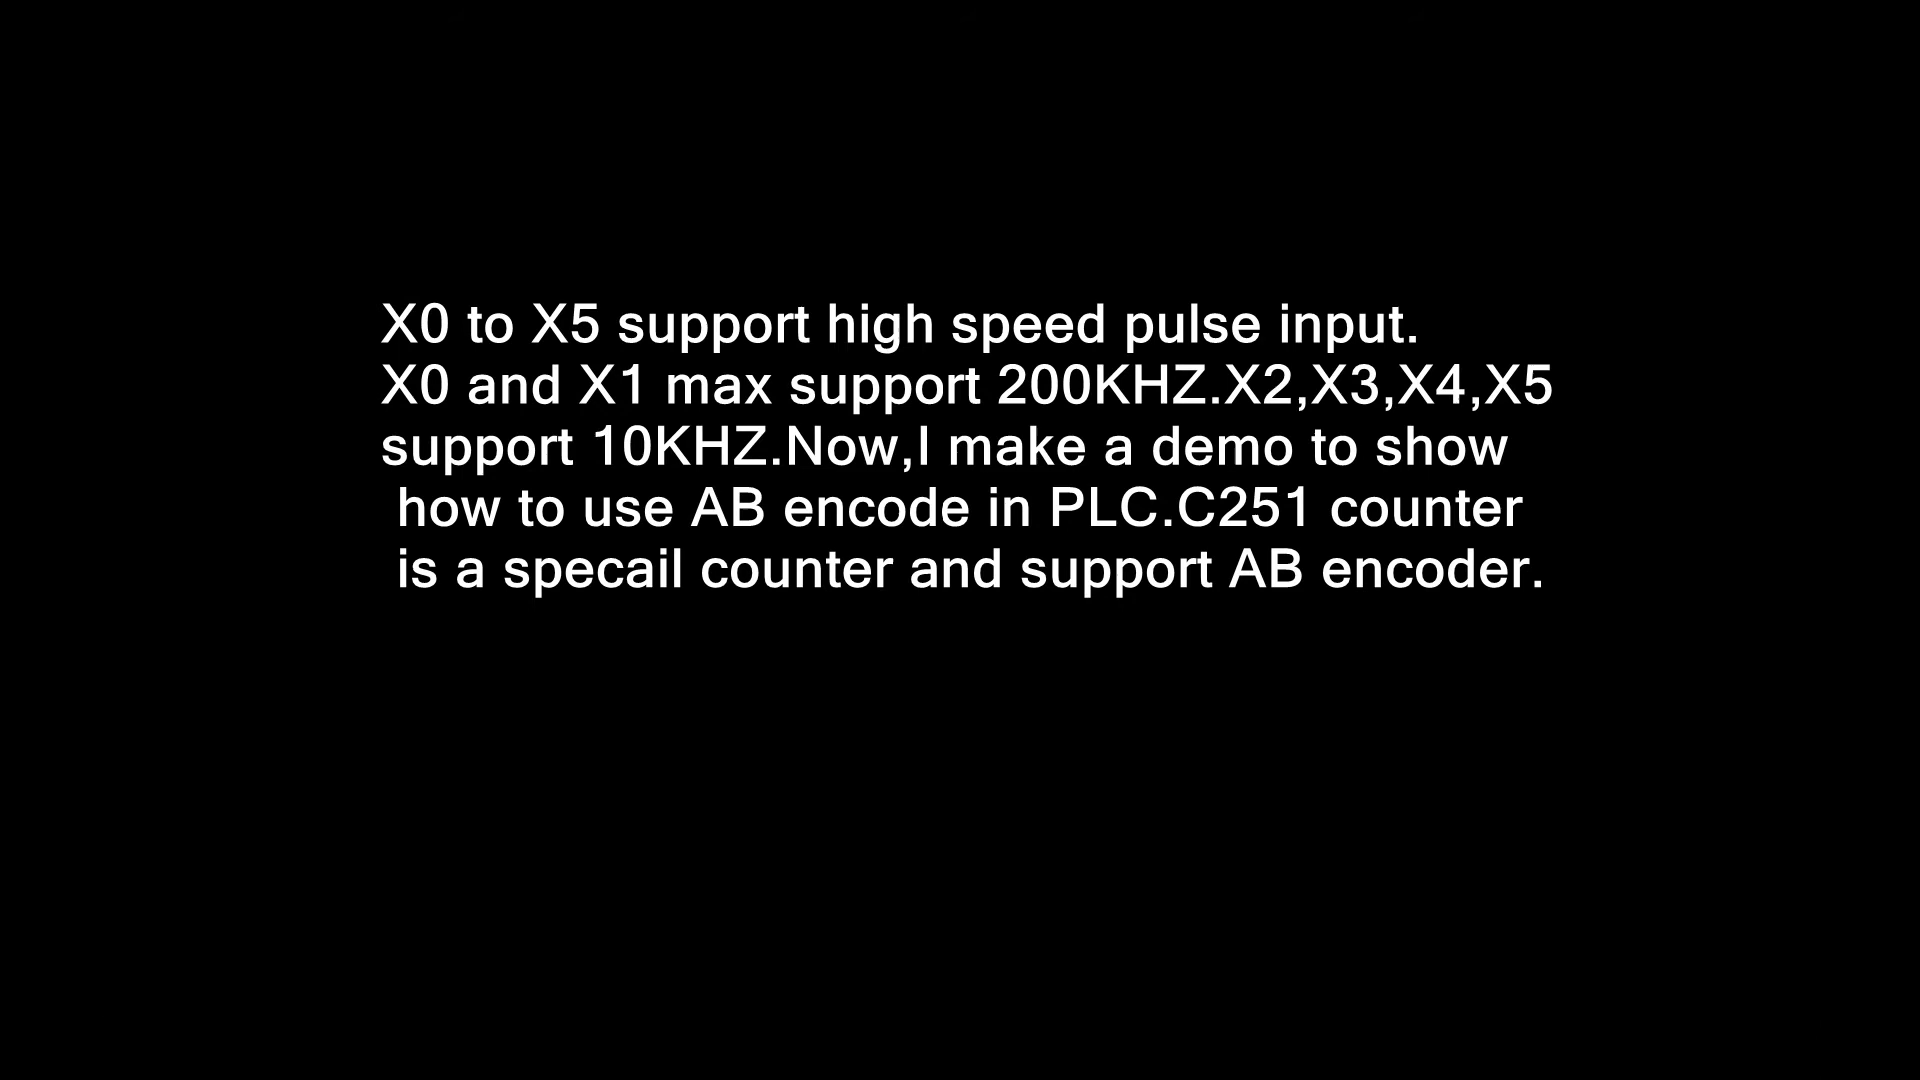 X0 to X5 support high speed pulse input.
X0 and X1 max support 200KHZ.X2,X3,X4,X5
support 10KHZ.Now,I make a demo to show
how to use AB encode in PLC.C251 counter
is a specail counter and support AB encoder.